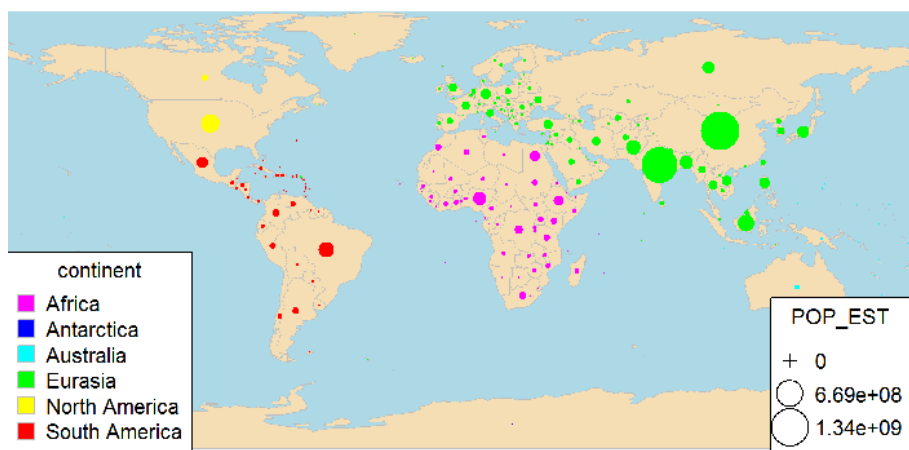 continent
Africa
Antarctica
Australia
Eurasia
North America
South America
POP_EST
0
6.69e+08
1.34e+09